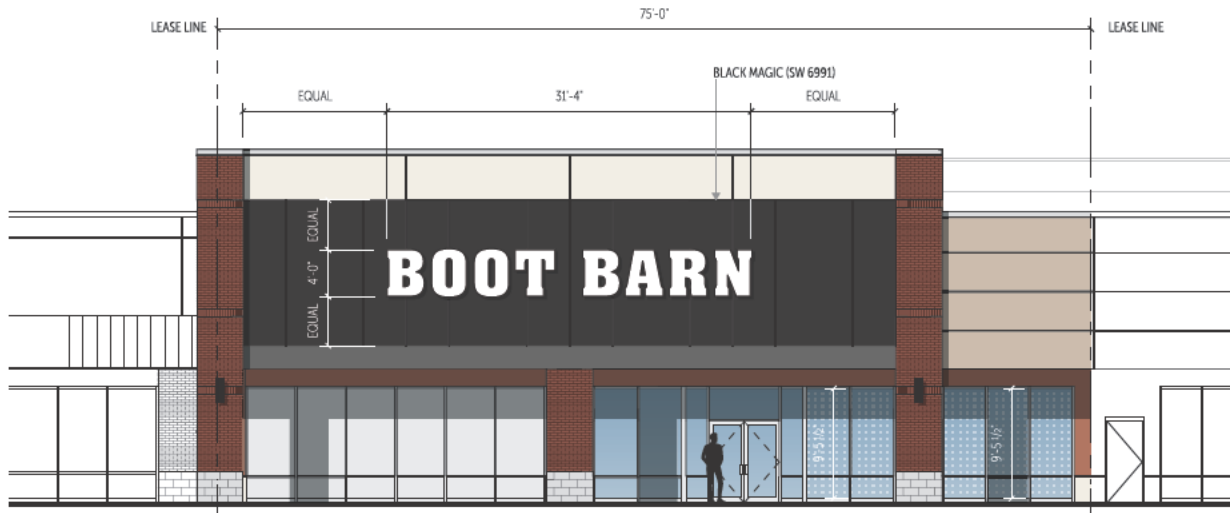 75'-0"
LEASE LINE
LEASE LINE
BLACK MAGIC (SW 6991)
EQUAL
31'-4"
EQUAL
EQUAL
4'-0"
EQUAL
BOOT BARN
9'-5 1/2"
9'-5 1/2"